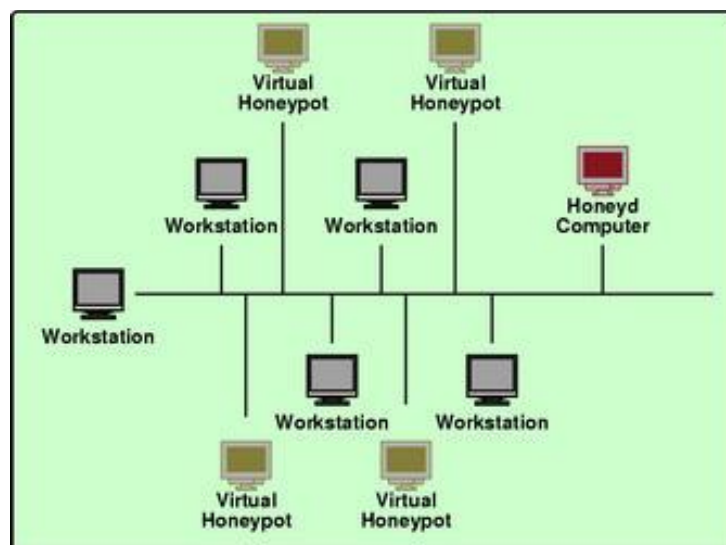 Virtual
Honeypot
Virtual
Honeypot
Workstation
Workstation
Honeyd
Computer
Workstation
Workstation
Workstation
Virtual
Honeypot
Virtual
Honeypot